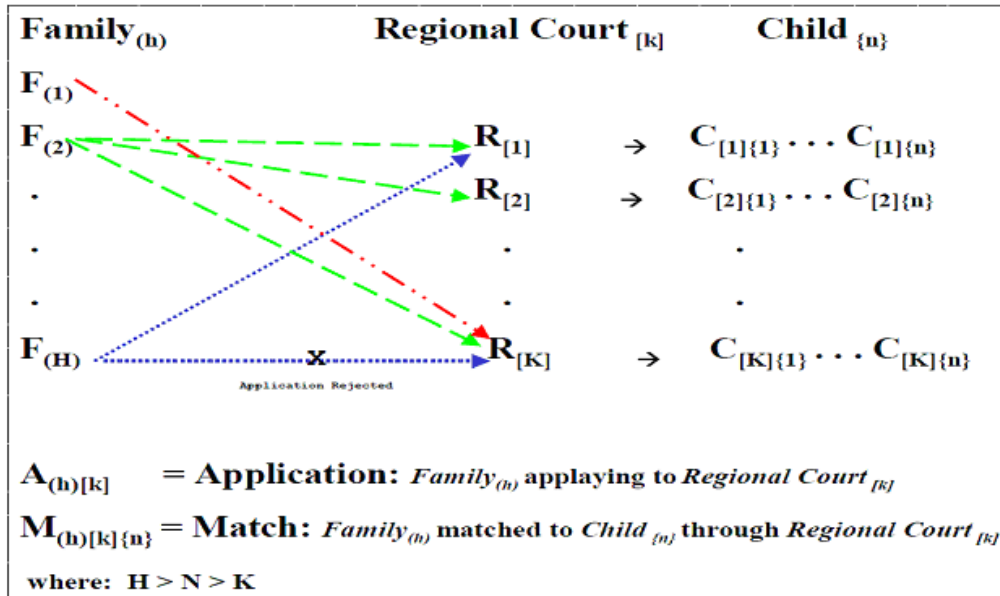 Family(h) Regional Court [k] Child {n}
F(1)
F(2) R[1] → C[1]{1} . . . C[1]{n}
. R[2] → C[2]{1} . . . C[2]{n}
. . .
. . .
F(H) X R[K] → C[K]{1} . . . C[K]{n}
Application Rejected
A(h)[k] = Application: Family(h) applaying to Regional Court [k]
M(h)[k]{n} = Match: Family(h) matched to Child {n} through Regional Court [k]
where: H > N > K